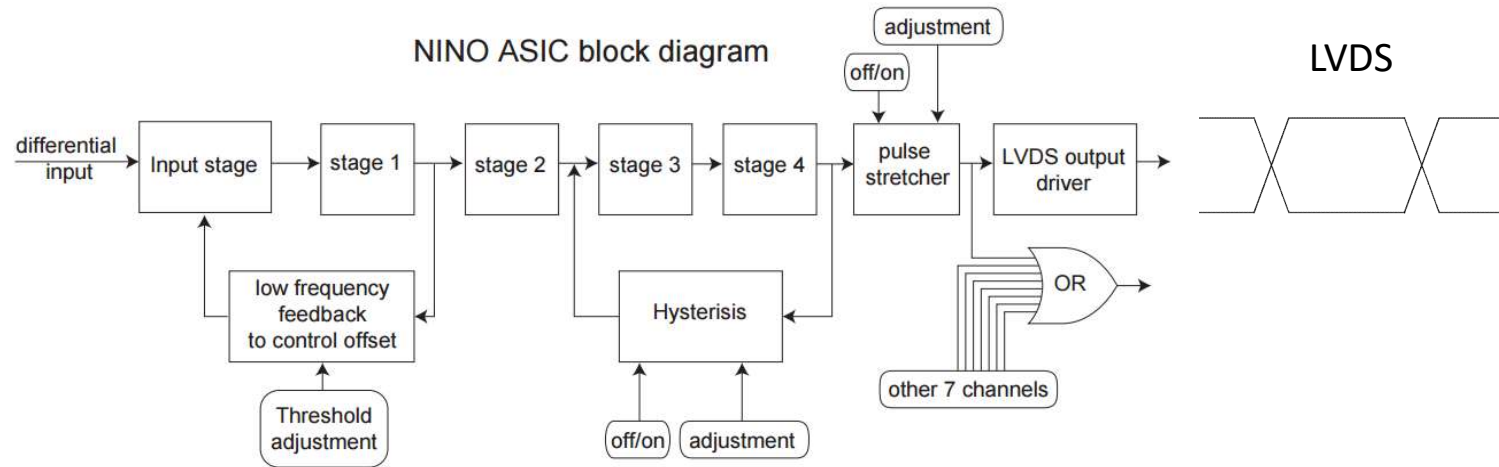 adjustment
NINO ASIC block diagram
off/on
LVDS
differential
input
Input stage
stage 1
stage 2
stage 3
stage 4
pulse
stretcher
LVDS output
driver
low frequency
feedback
to control offset
Hysterisis
OR
other 7 channels
Threshold
adjustment
off/on
adjustment